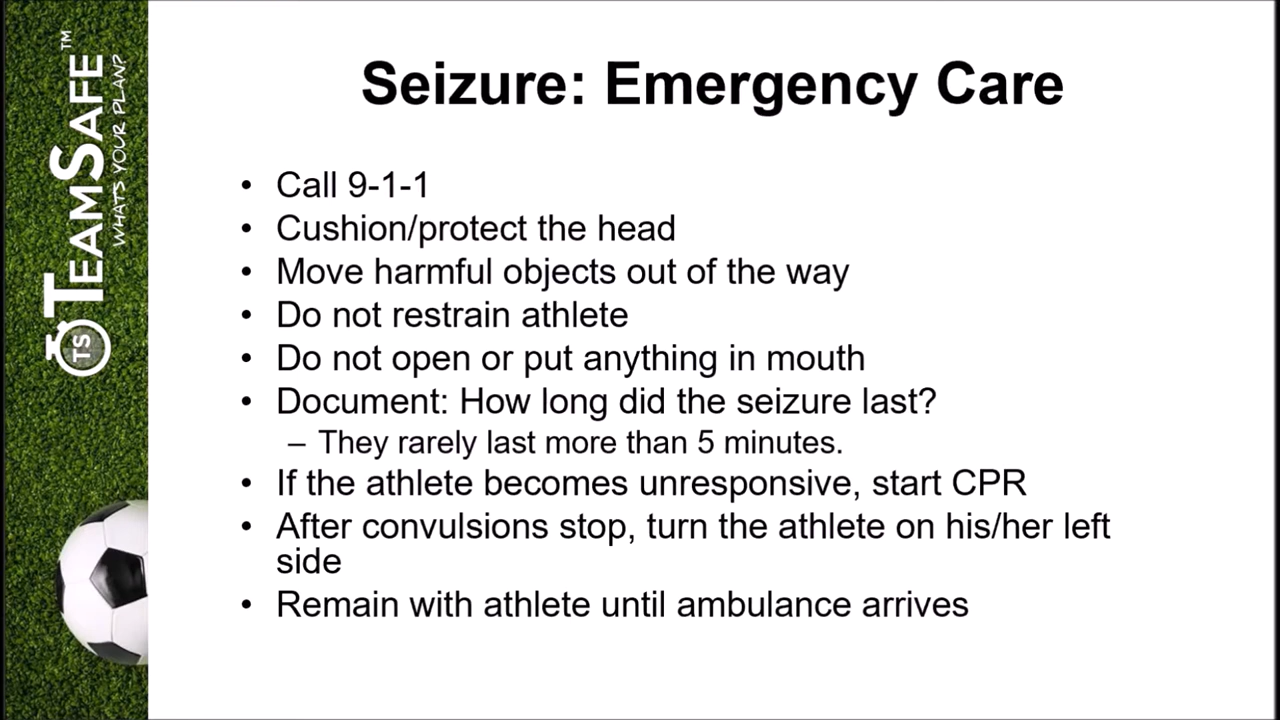 TEAMSAFE™
WHATS YOUR PLAN?
TS
Seizure: Emergency Care
• Call 9-1-1
• Cushion/protect the head
• Move harmful objects out of the way
• Do not restrain athlete
• Do not open or put anything in mouth
• Document: How long did the seizure last?
– They rarely last more than 5 minutes.
• If the athlete becomes unresponsive, start CPR
• After convulsions stop, turn the athlete on his/her left
side
• Remain with athlete until ambulance arrives